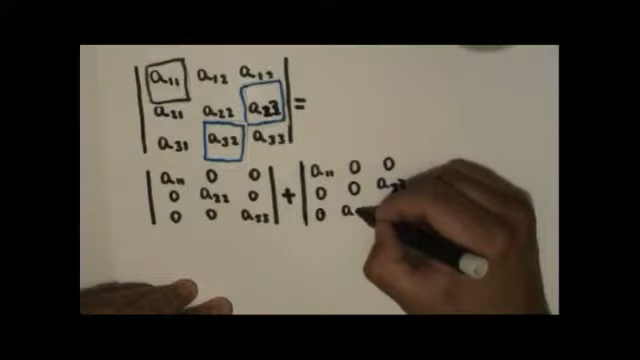 a₁₁ a₁₂ a₁₃
a₂₁ a₂₂ a₂₃ =
a₃₁ a₃₂ a₃₃
a₁₁ 0 0 + a₁₁ 0 0
0 a₂₂ 0 0 0
0 0 a₃₃ 0 a